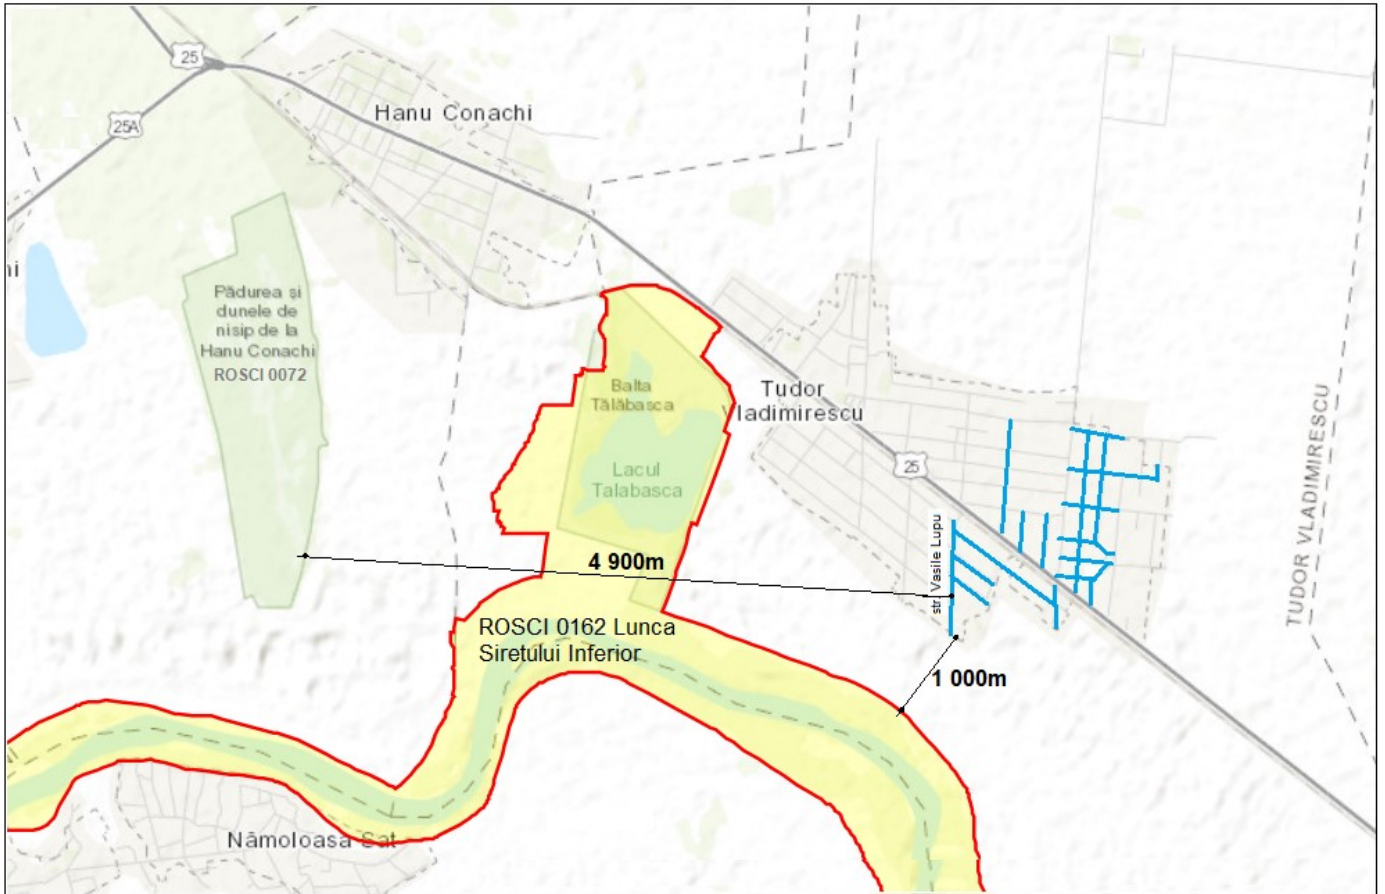 25
25A
Hanu Conachi
Pădurea și
dunele de
nisip de la
Hanu Conachi
ROSCI 0072
Balta
Tălăbasca
Tudor
Vladimirescu
Lacul
Talabasca
25
str. Vasile Lupu
TUDOR VLADIMIRESCU
4 900m
ROSCI 0162 Lunca
Siretului Inferior
1 000m
Nămoloasa Sat